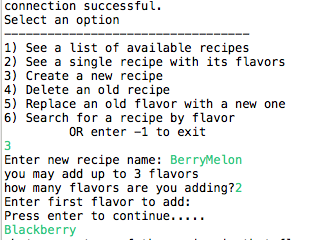 connection successful.
Select an option
----------------------------------
1) See a list of available recipes
2) See a single recipe with its flavors
3) Create a new recipe
4) Delete an old recipe
5) Replace an old flavor with a new one
6) Search for a recipe by flavor
OR enter -1 to exit
3
Enter new recipe name: BerryMelon
you may add up to 3 flavors
how many flavors are you adding?2
Enter first flavor to add:
Press enter to continue.....
Blackberry